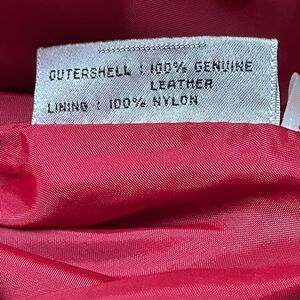 OUTERSHELL : 100% GENUINE
LEATHER
LINING : 100% NYLON